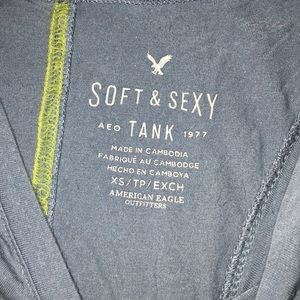 SOFT & SEXY
AEO TANK 1977
MADE IN CAMBODIA
FABRIQUÉ AU CAMBODGE
HECHO EN CAMBOYA
XS/TP/EXCH
AMERICAN EAGLE
OUTFITTERS